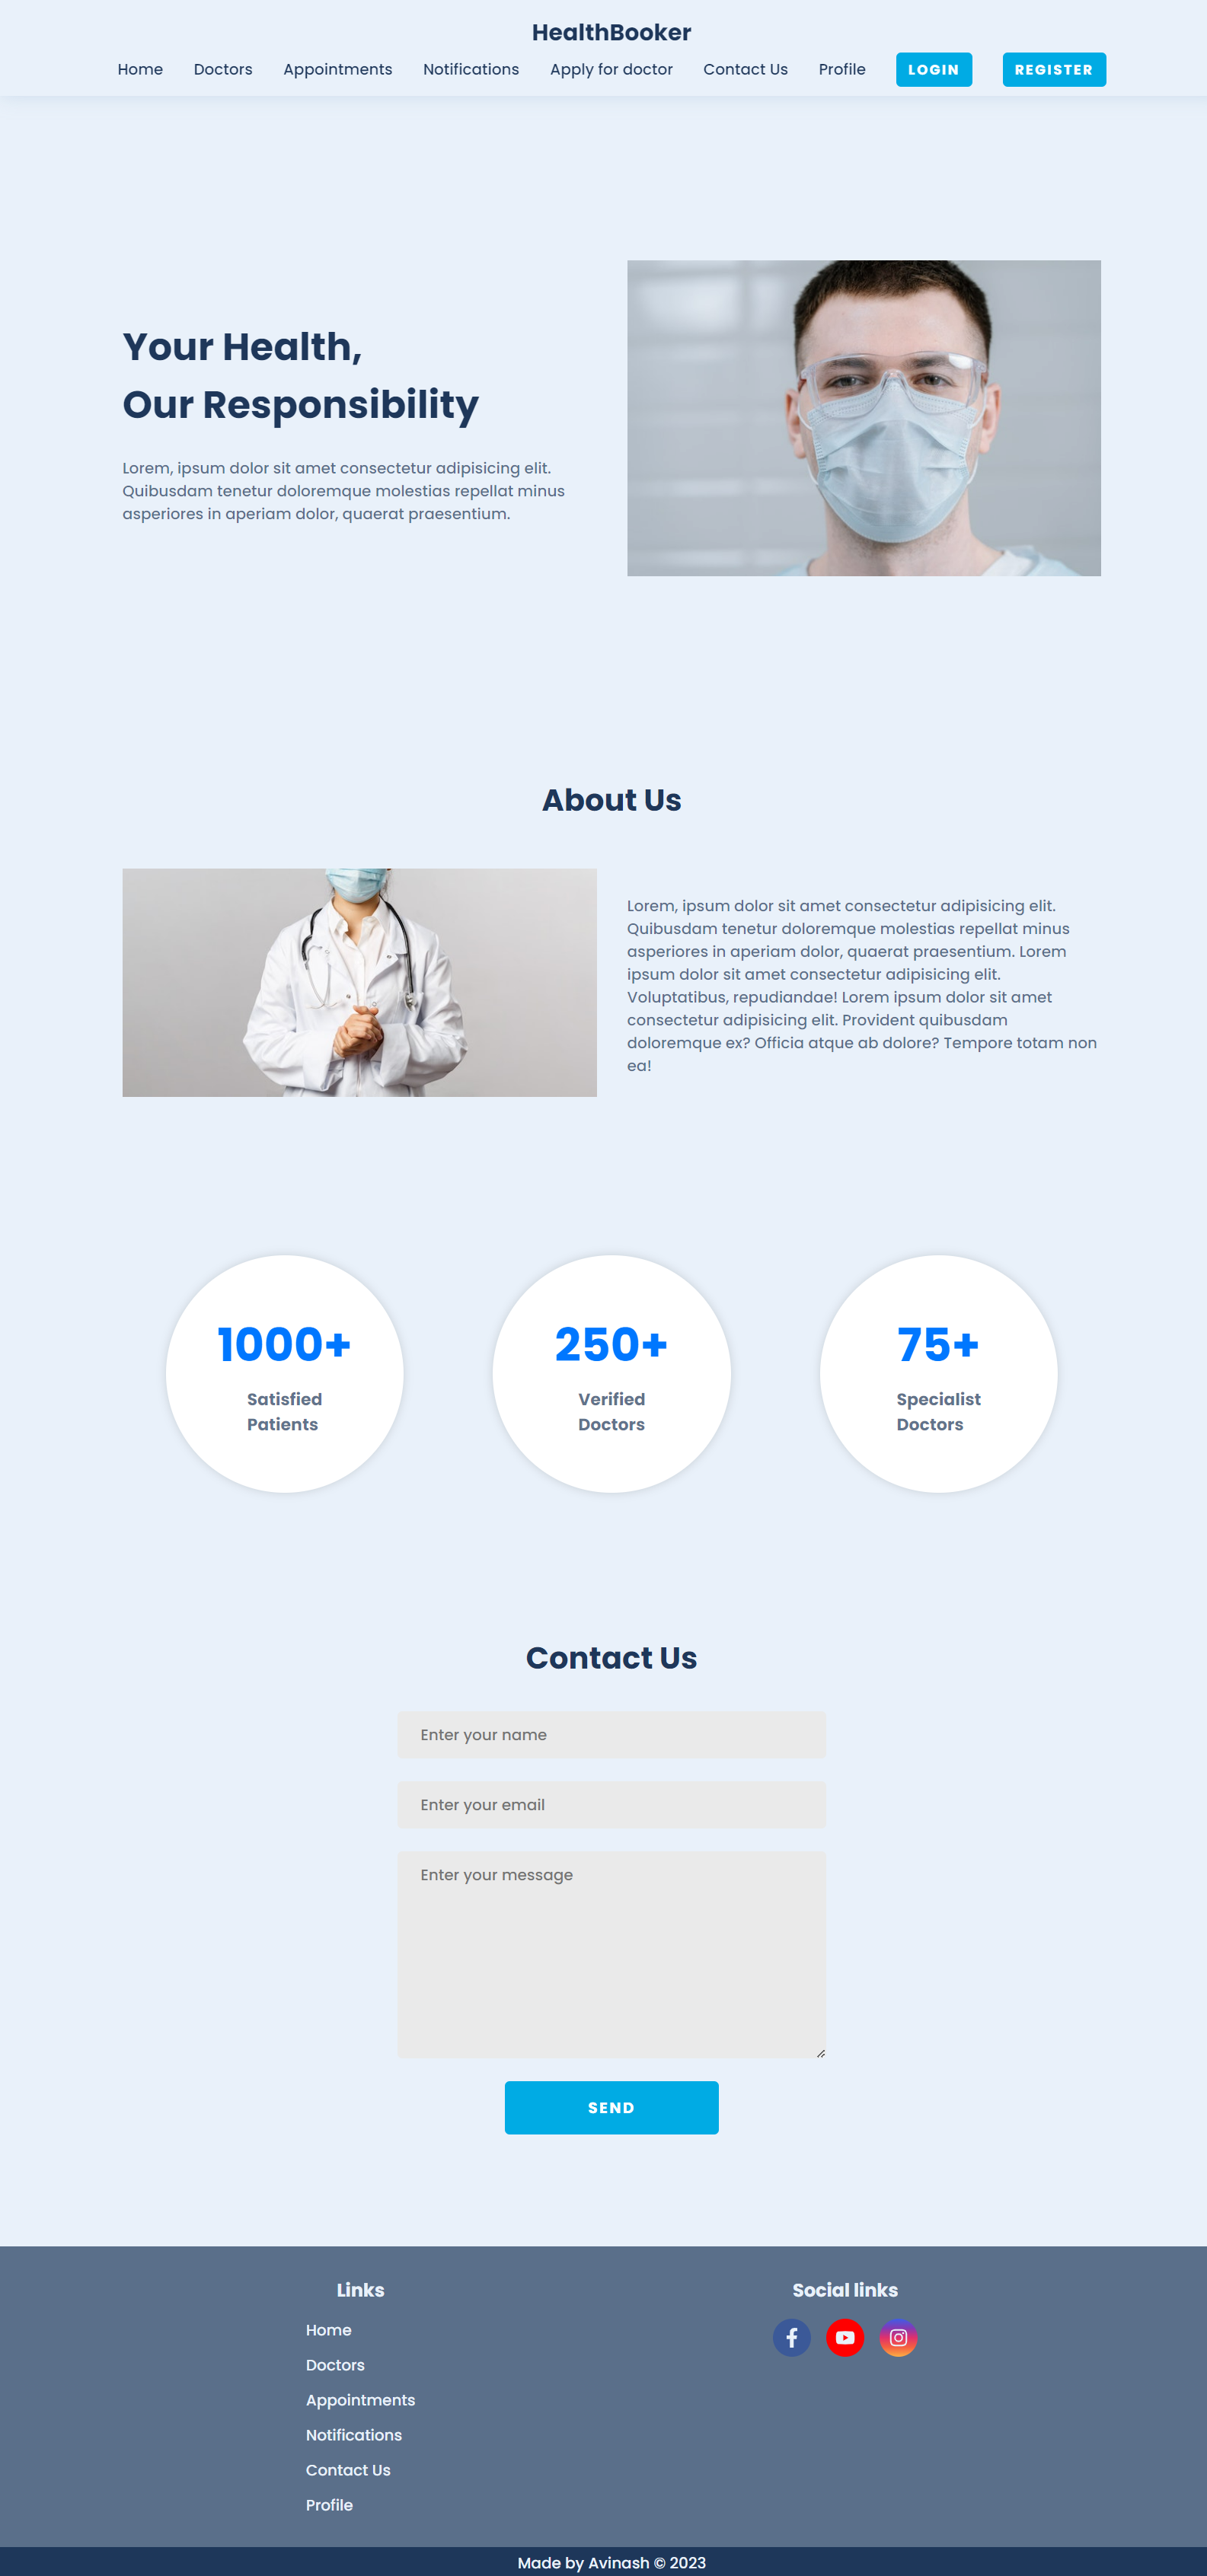 HealthBooker
Home Doctors Appointments Notifications Apply for doctor Contact Us Profile LOGIN REGISTER
Your Health,
Our Responsibility
Lorem, ipsum dolor sit amet consectetur adipisicing elit.
Quibusdam tenetur doloremque molestias repellat minus
asperiores in aperiam dolor, quaerat praesentium.
About Us
Lorem, ipsum dolor sit amet consectetur adipisicing elit.
Quibusdam tenetur doloremque molestias repellat minus
asperiores in aperiam dolor, quaerat praesentium. Lorem
ipsum dolor sit amet consectetur adipisicing elit.
Voluptatibus, repudiandae! Lorem ipsum dolor sit amet
consectetur adipisicing elit. Provident quibusdam
doloremque ex? Officia atque ab dolore? Tempore totam non
ea!
1000+
Satisfied
Patients
250+
Verified
Doctors
75+
Specialist
Doctors
Contact Us
Enter your name
Enter your email
Enter your message
SEND
Links
Home
Doctors
Appointments
Notifications
Contact Us
Profile
Social links
Made by Avinash © 2023